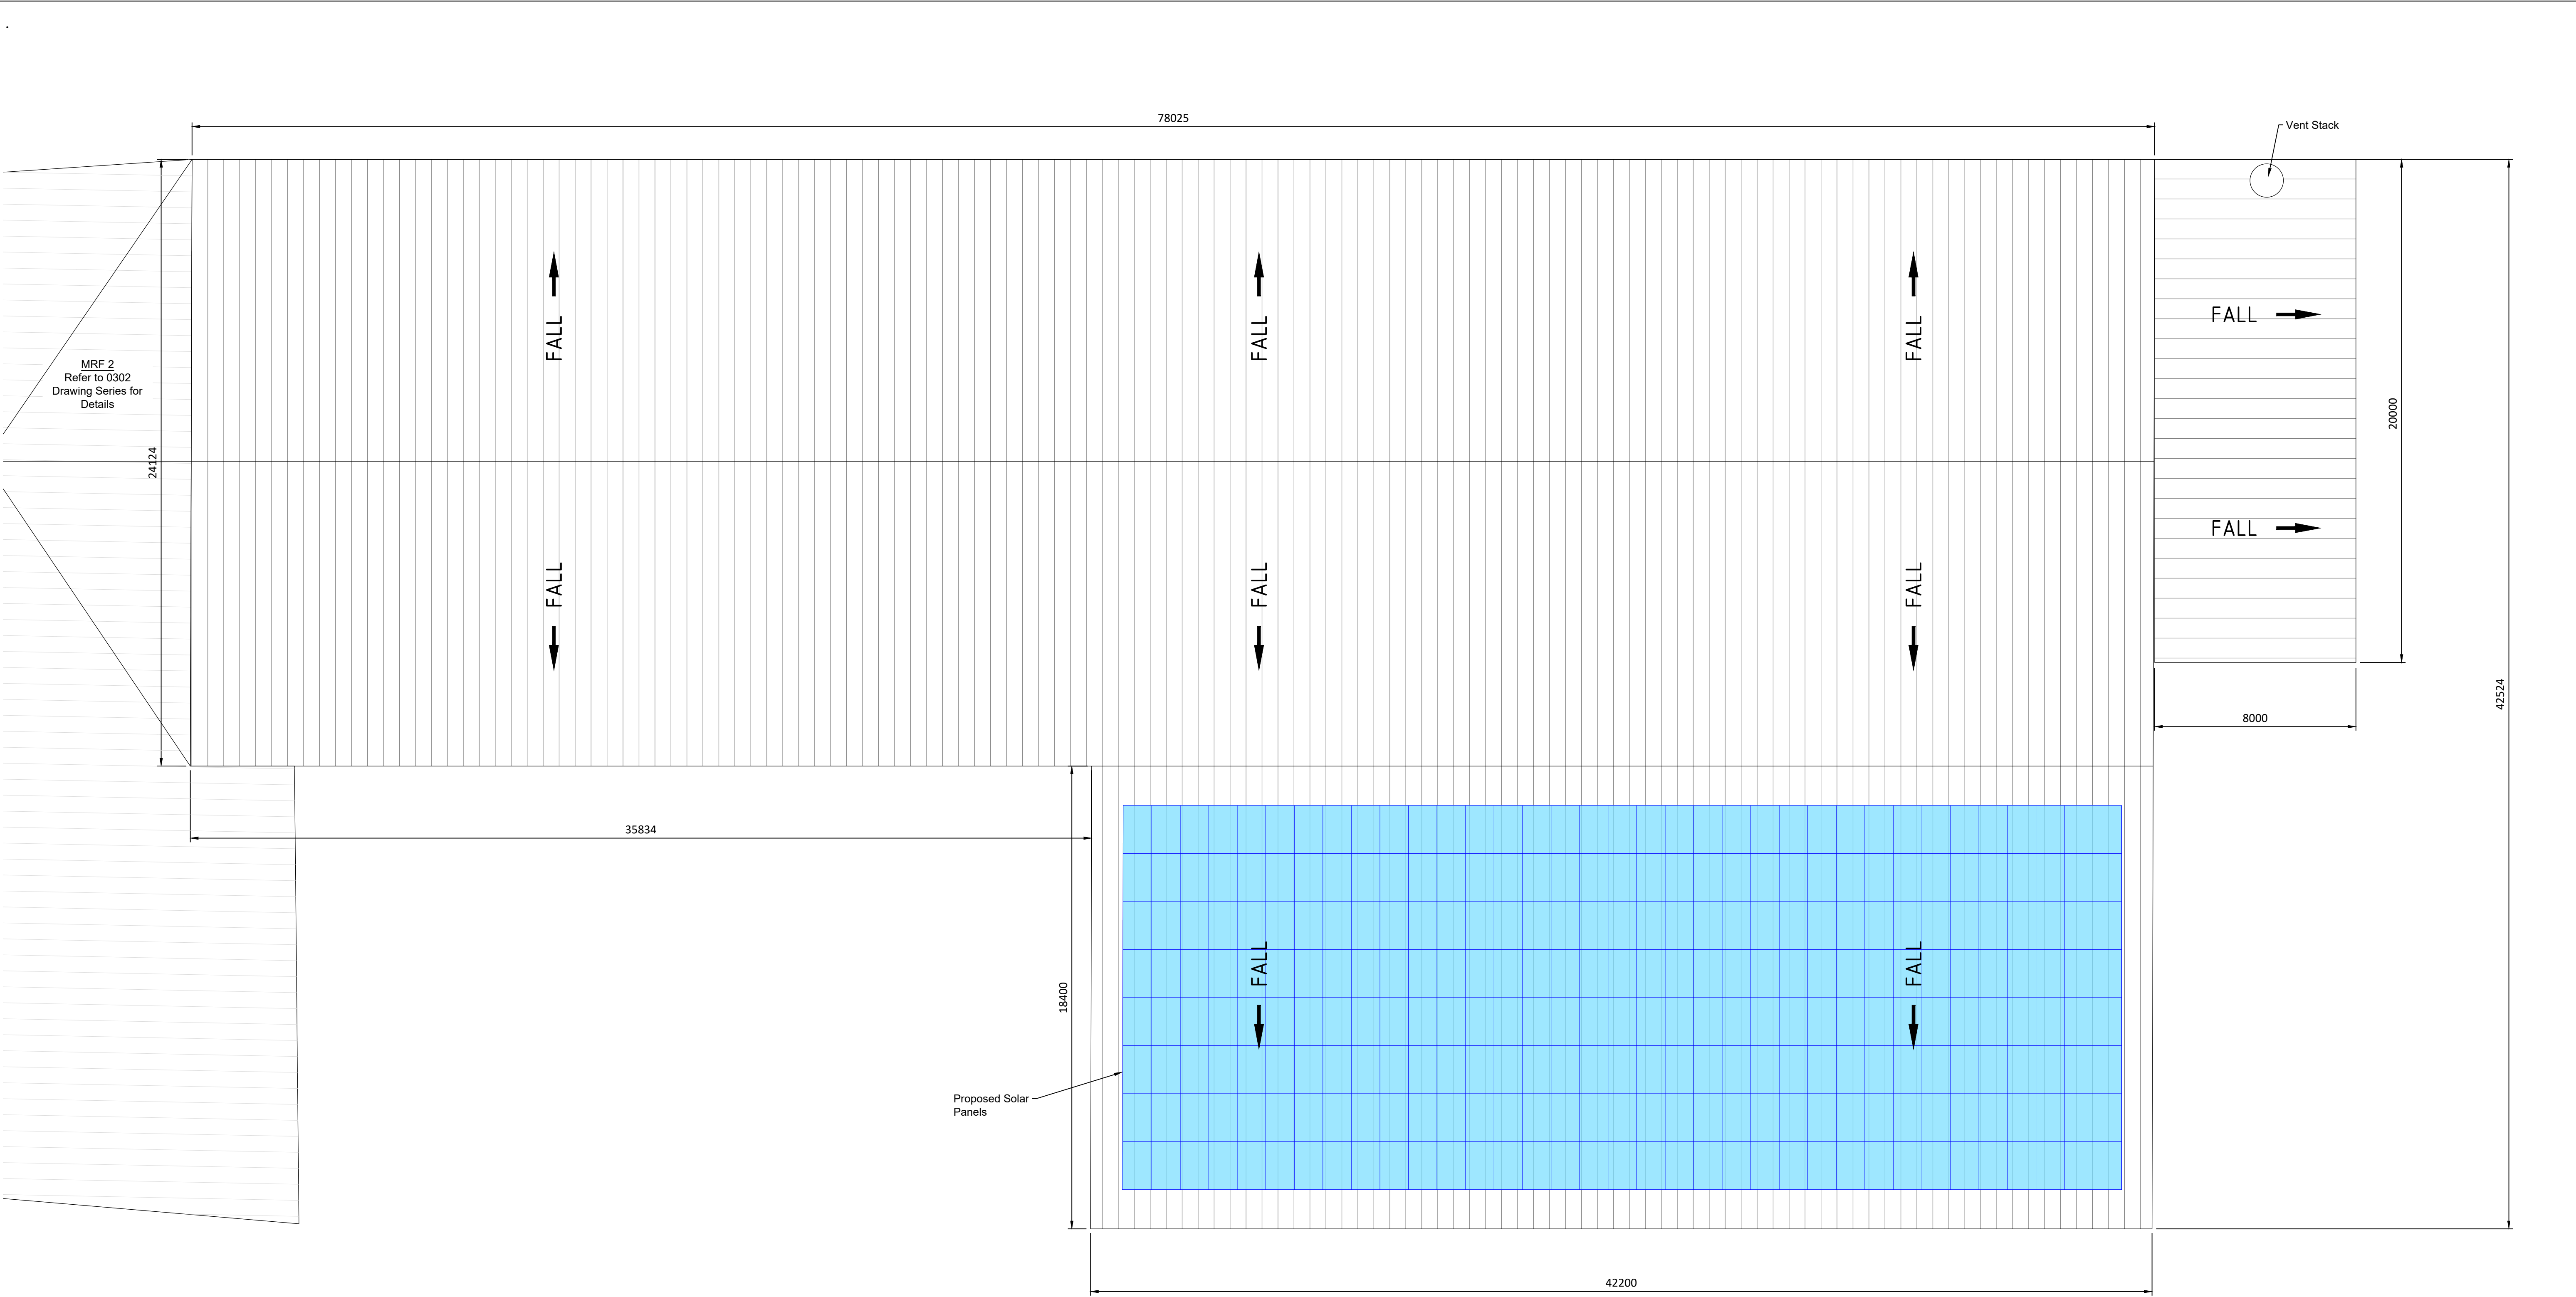 78025
Vent Stack
FALL
FALL
FALL
FALL
MRF 2
Refer to 0302
Drawing Series for
Details
20000
24124
FALL
FALL
FALL
FALL
42524
8000
35834
FALL
FALL
18400
Proposed Solar
Panels
42200